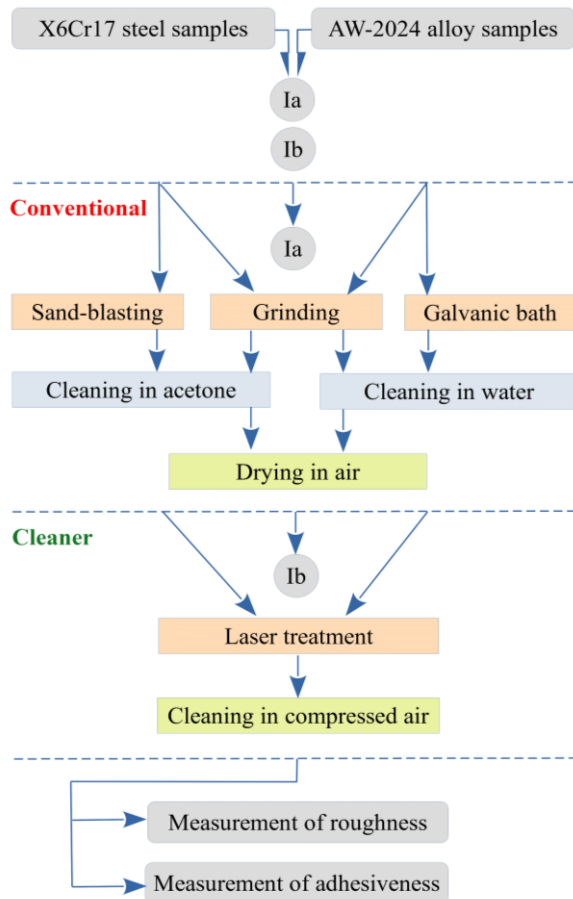 X6Cr17 steel samples
AW-2024 alloy samples
Ia
Ib
Conventional
Ia
Sand-blasting
Grinding
Galvanic bath
Cleaning in acetone
Cleaning in water
Drying in air
Cleaner
Ib
Laser treatment
Cleaning in compressed air
Measurement of roughness
Measurement of adhesiveness